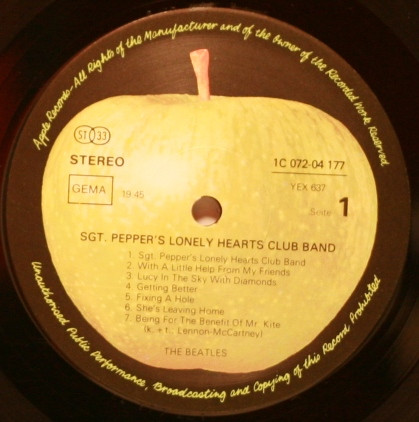 Apple Records-All Rights of the Manufacturer and of the Owner of the Recorded Work Reserved.
ST 33
STEREO
1C 072-04 177
GEMA
19.45
YEX 637
Seite 1
SGT. PEPPER'S LONELY HEARTS CLUB BAND
1. Sgt. Pepper's Lonely Hearts Club Band
2. With A Little Help From My Friends
3. Lucy In The Sky With Diamonds
4. Getting Better
5. Fixing A Hole
6. She's Leaving Home
7. Being For The Benefit Of Mr. Kite
(k. + t.: Lennon-McCartney)
THE BEATLES
Unauthorised Public Performance, Broadcasting and Copying of this Record Prohibited